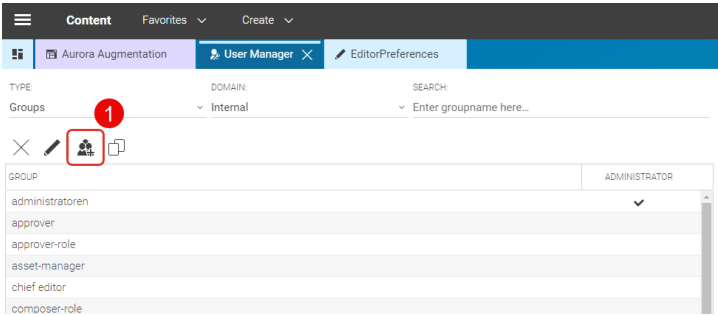 Content Favorites Create
Aurora Augmentation User Manager EditorPreferences
TYPE: DOMAIN: SEARCH:
Groups Internal Enter groupname here...
1
GROUP ADMINISTRATOR
administratoren
approver
approver-role
asset-manager
chief editor
composer-role